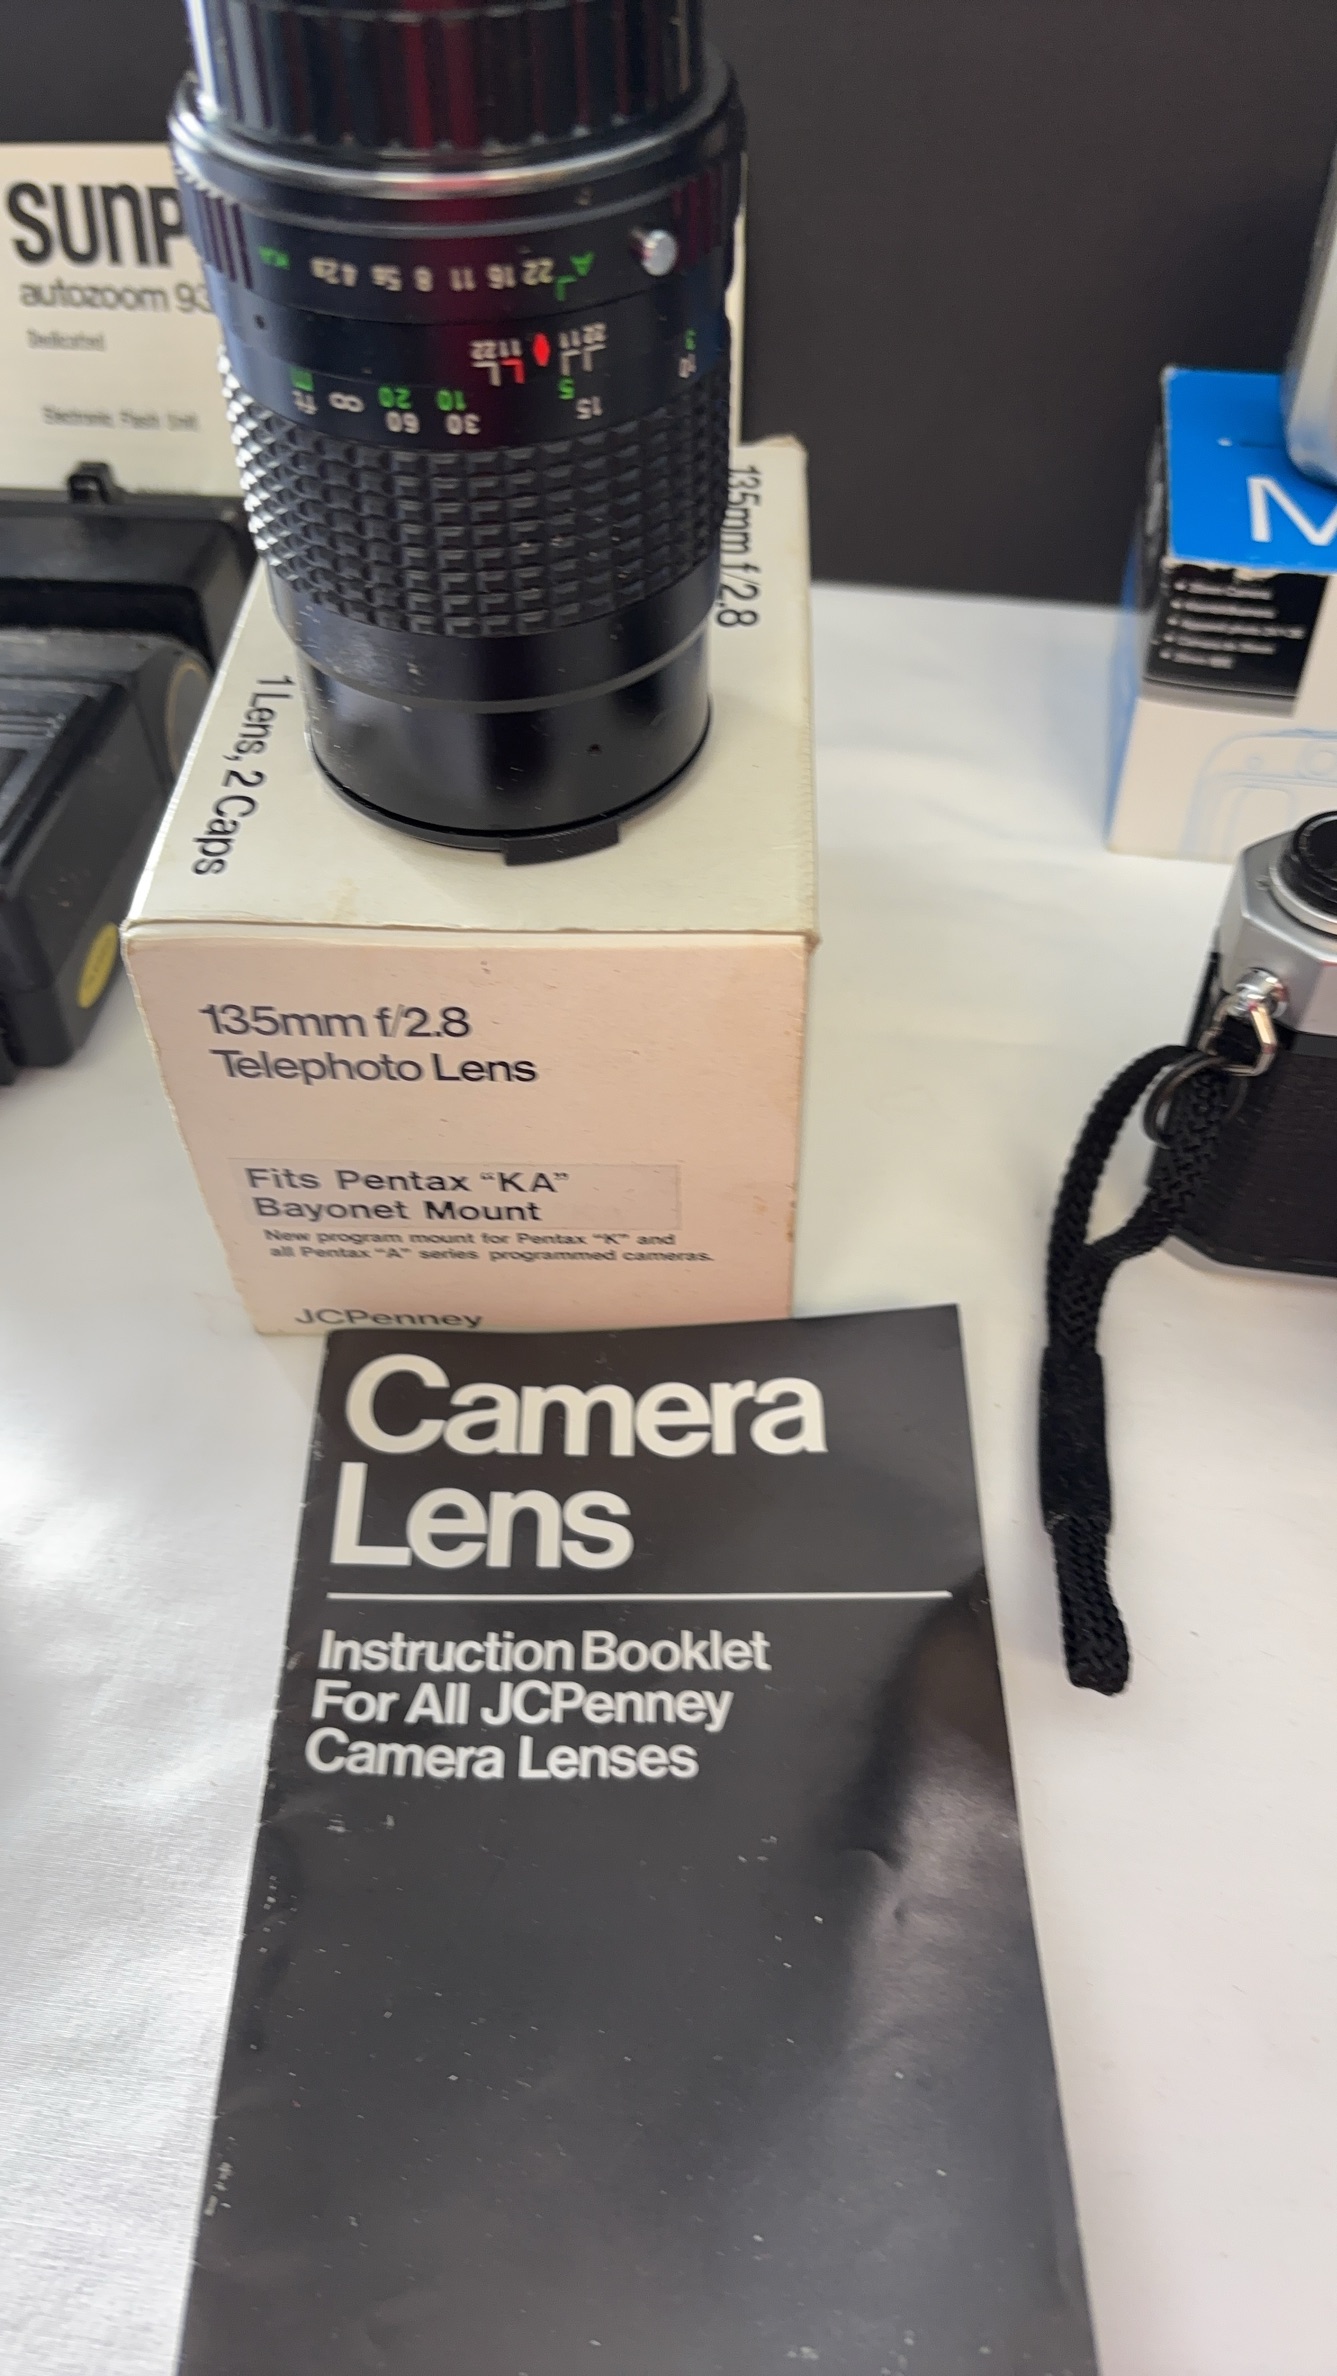 SUNP
autozoom 93
Dedicated
Electronic Flash Unit
KA 2.8 4 5.6 8 11 16 22 A
22 11 11 22
ft m ∞ 20 10 5 3
60 30 15 10
135mm f/2.8
1 Lens, 2 Caps
M
135mm f/2.8
Telephoto Lens
Fits Pentax “KA”
Bayonet Mount
New program mount for Pentax “K” and
all Pentax “A” series programmed cameras.
JCPenney
Camera
Lens
Instruction Booklet
For All JCPenney
Camera Lenses